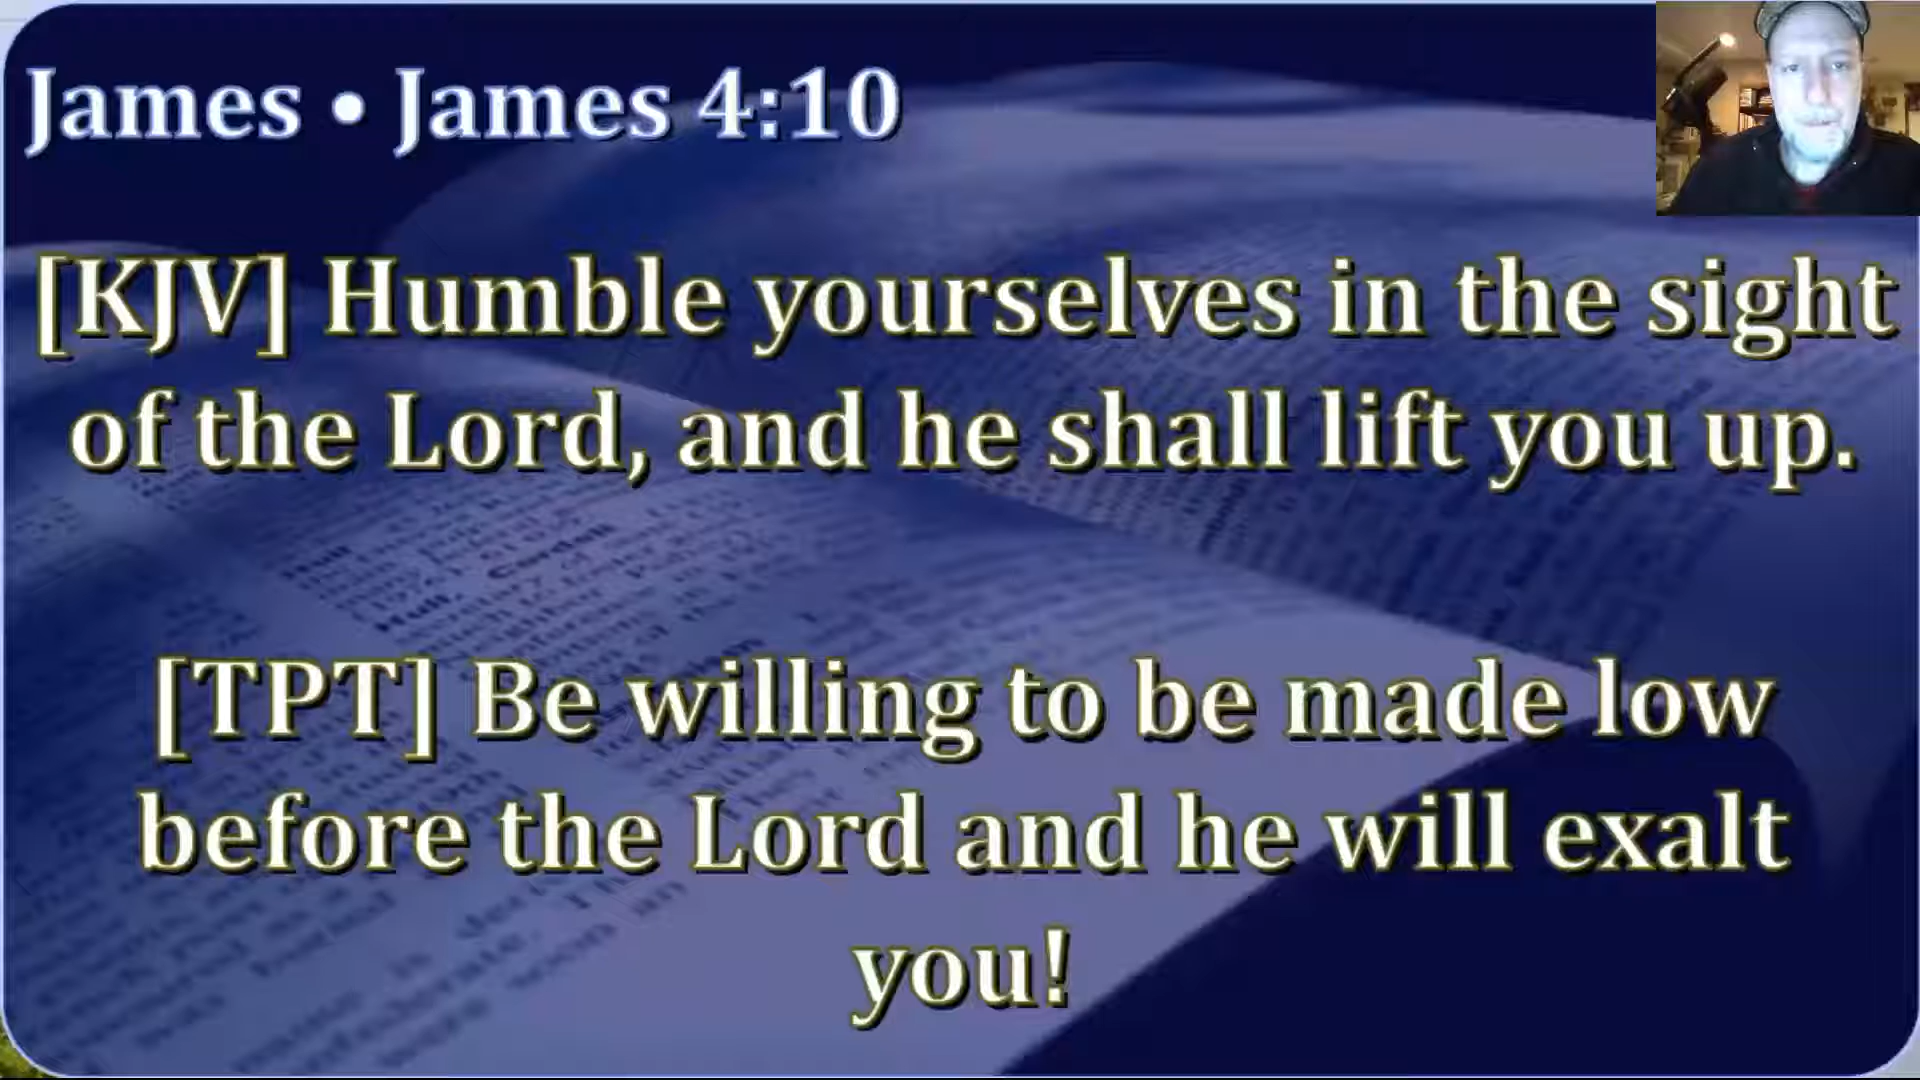 James • James 4:10
[KJV] Humble yourselves in the sight
of the Lord, and he shall lift you up.
[TPT] Be willing to be made low
before the Lord and he will exalt
you!